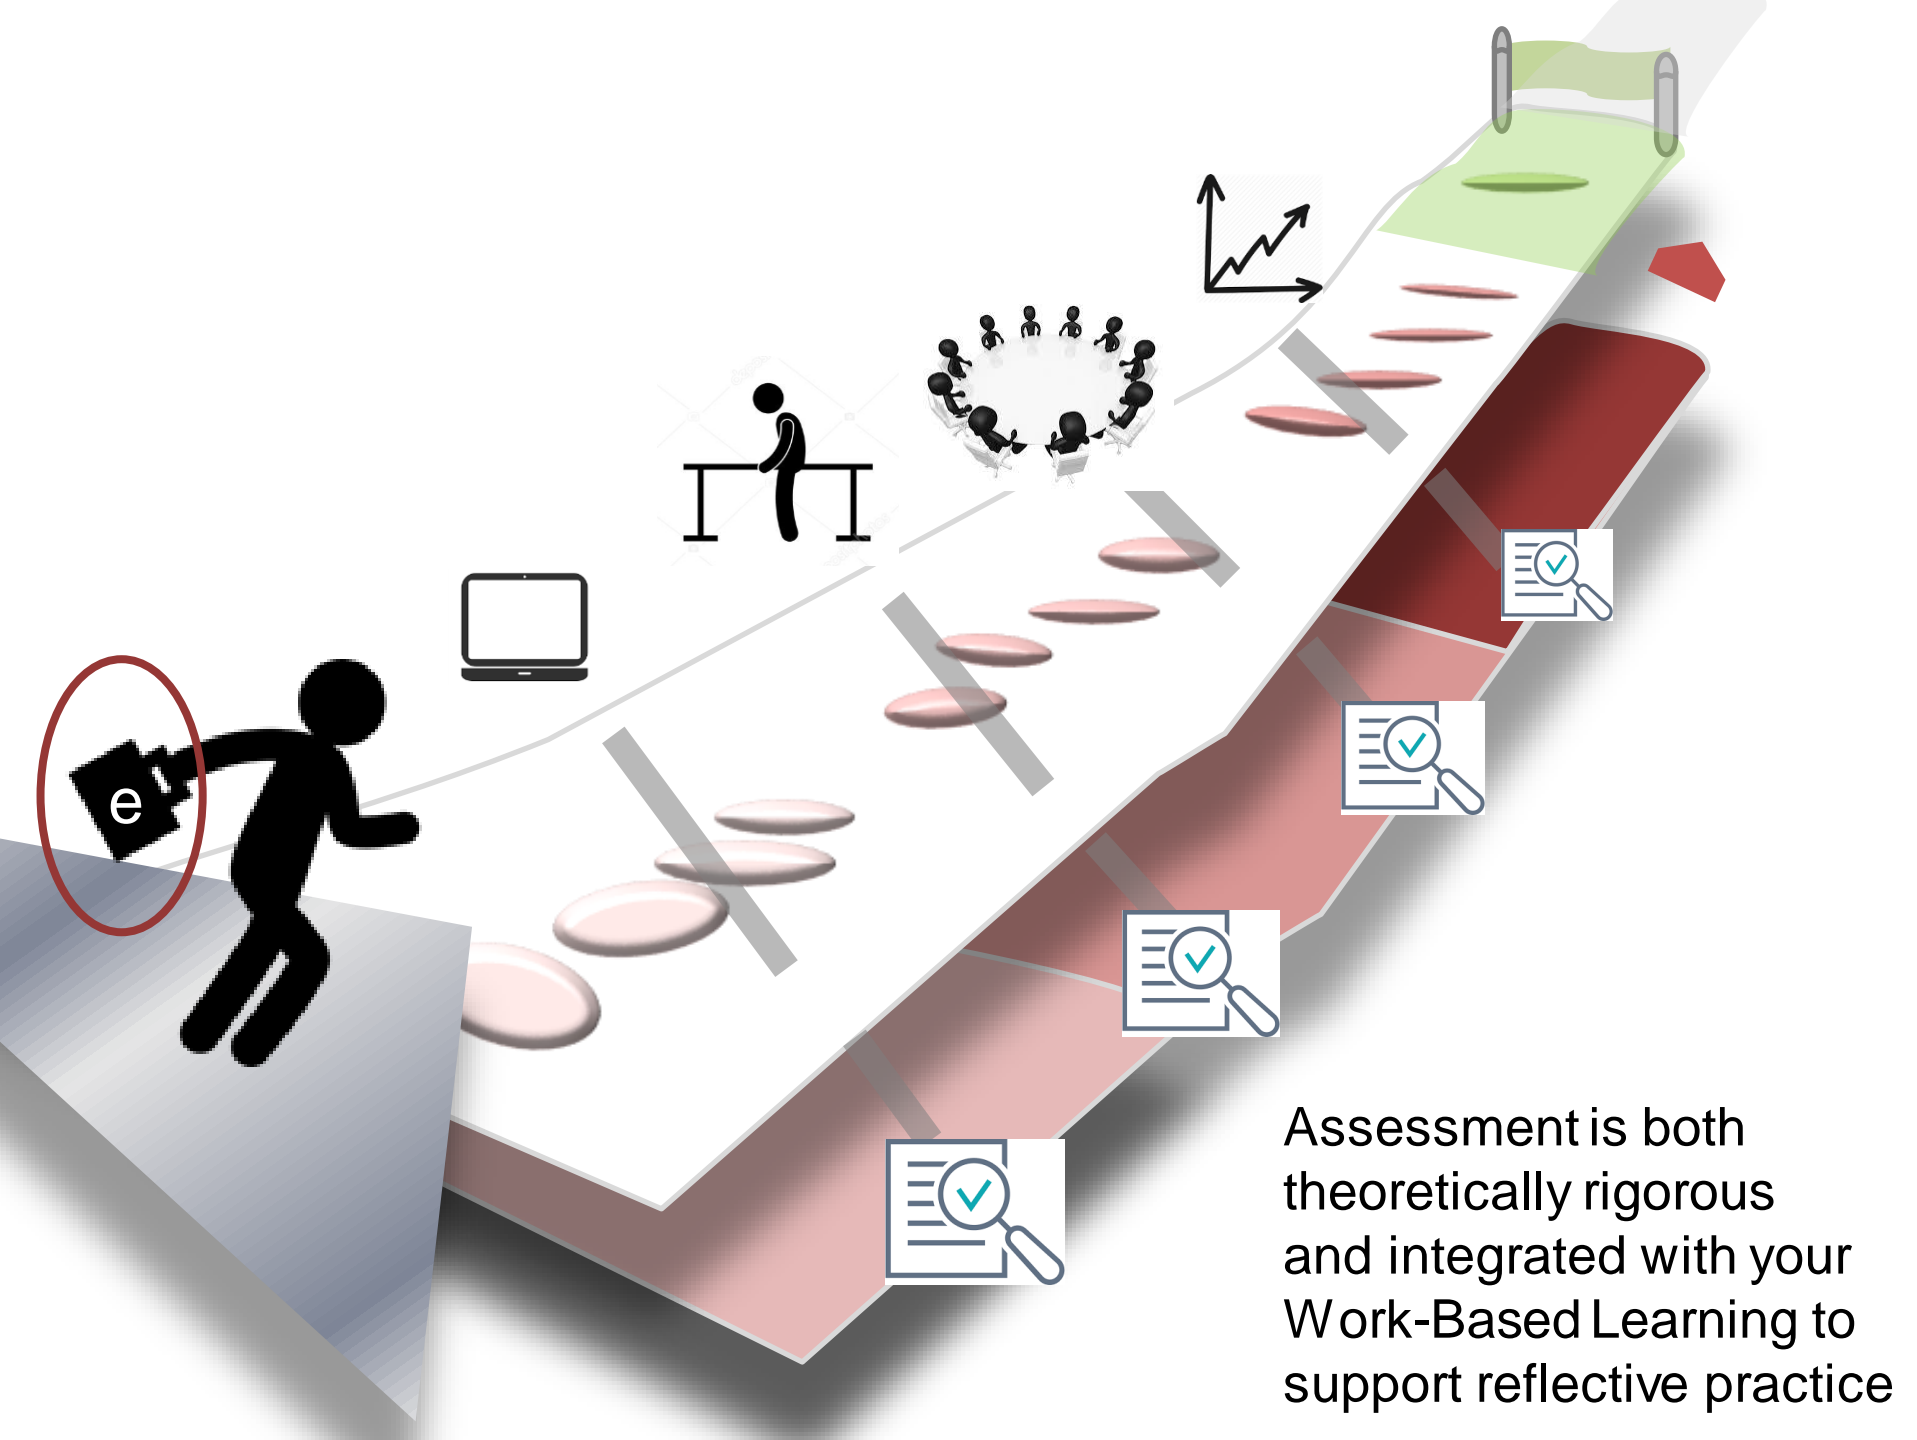 e
Assessment is both
theoretically rigorous
and integrated with your
Work-Based Learning to
support reflective practice